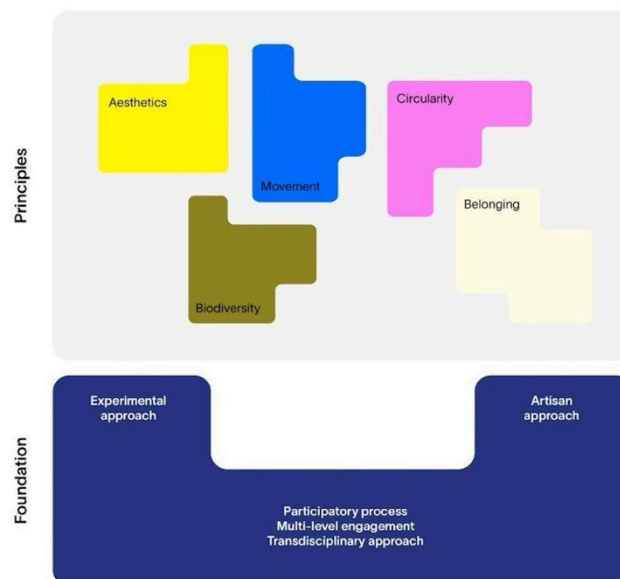 Principles
Aesthetics
Movement
Circularity
Biodiversity
Belonging
Foundation
Experimental
approach
Artisan
approach
Participatory process
Multi-level engagement
Transdisciplinary approach